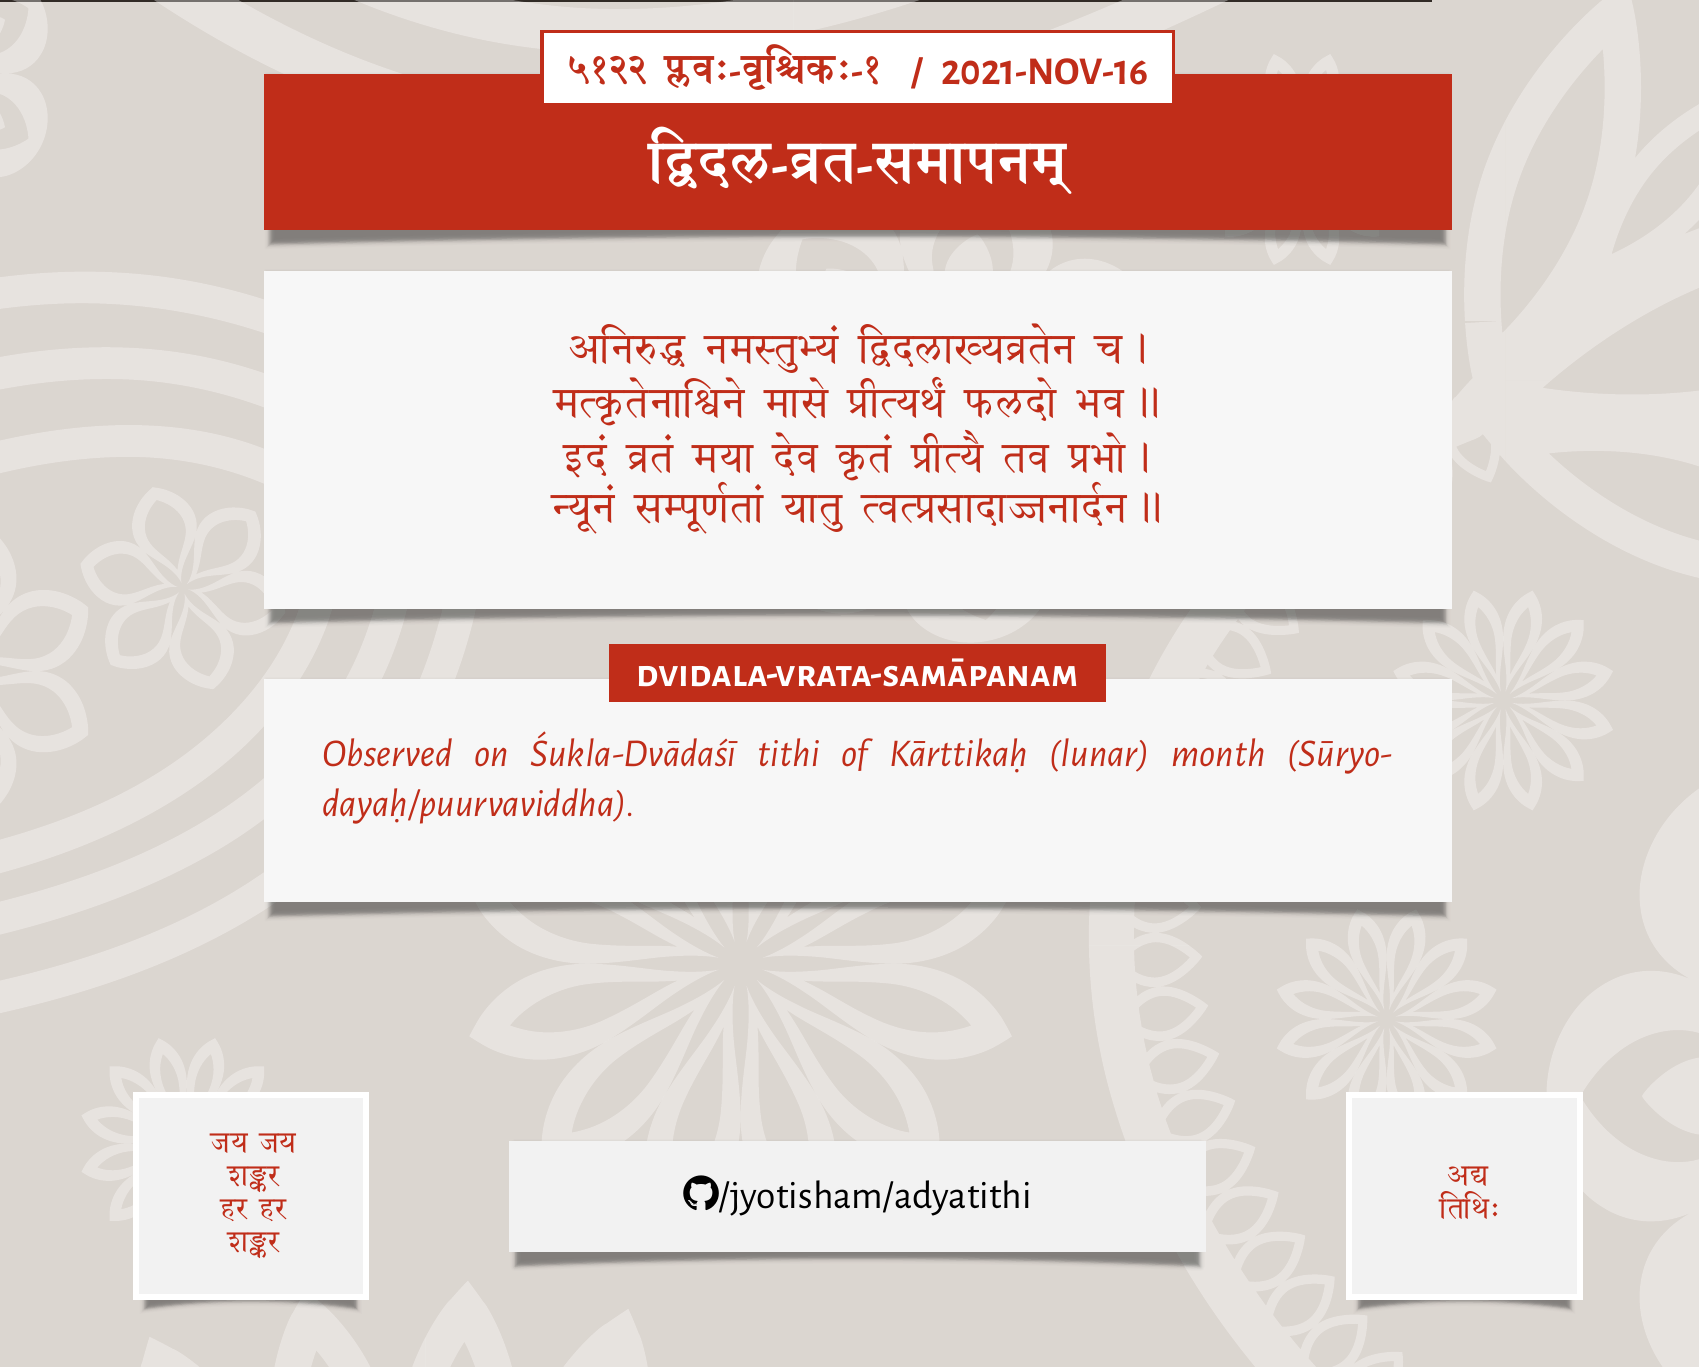 ५१२२ प्लवः-वृश्चिकः-१ / 2021-NOV-16
द्विदल-व्रत-समापनम्
अनिरुद्ध नमस्तुभ्यं द्विदलाख्यव्रतेन च।
मत्कृतेनाश्विने मासे प्रीत्यर्थं फलदो भव॥
इदं व्रतं मया देव कृतं प्रीत्यै तव प्रभो।
न्यूनं सम्पूर्णतां यातु त्वत्प्रसादाज्जनार्दन॥
DVIDALA-VRATA-SAMĀPANAM
Observed on Śukla-Dvādaśī tithi of Kārttikaḥ (lunar) month (Sūryo-
dayaḥ/puurvaviddha).
जय जय
शङ्कर
हर हर
शङ्कर
/jyotisham/adyatithi
अद्य
तिथिः